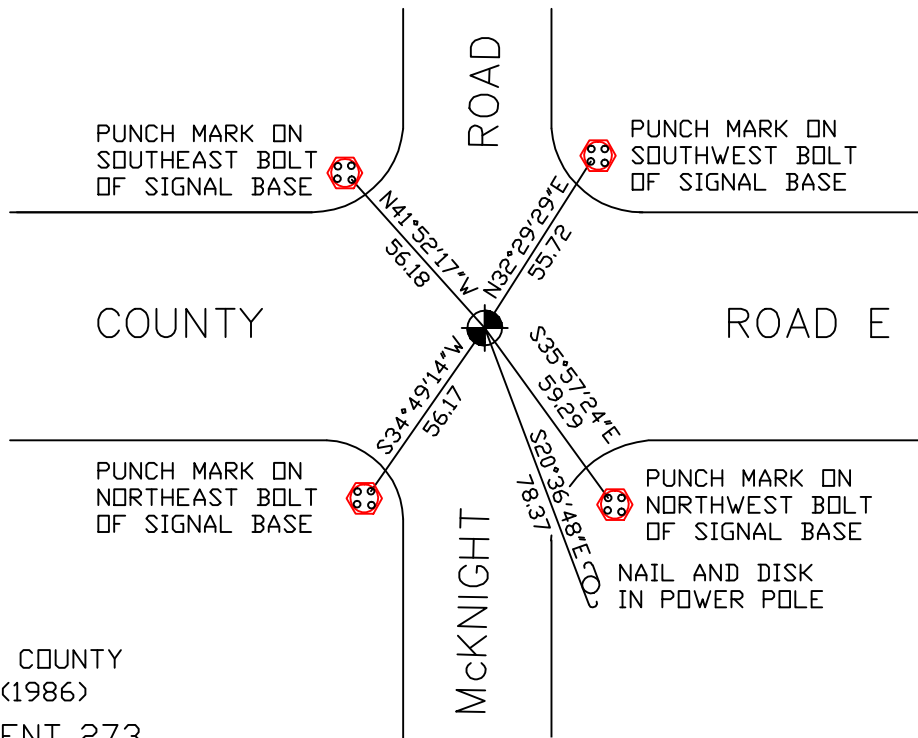 ROAD
PUNCH MARK ON
SOUTHEAST BOLT
OF SIGNAL BASE
PUNCH MARK ON
SOUTHWEST BOLT
OF SIGNAL BASE
N41°52'17"W
56.18
N32°29'29"E
55.72
COUNTY
ROAD E
S34°49'14"W
56.17
S35°57'24"E
59.29
S20°36'48"E
78.37
PUNCH MARK ON
NORTHEAST BOLT
OF SIGNAL BASE
PUNCH MARK ON
NORTHWEST BOLT
OF SIGNAL BASE
McKNIGHT
NAIL AND DISK
IN POWER POLE
COUNTY
(1986)
ENT 273